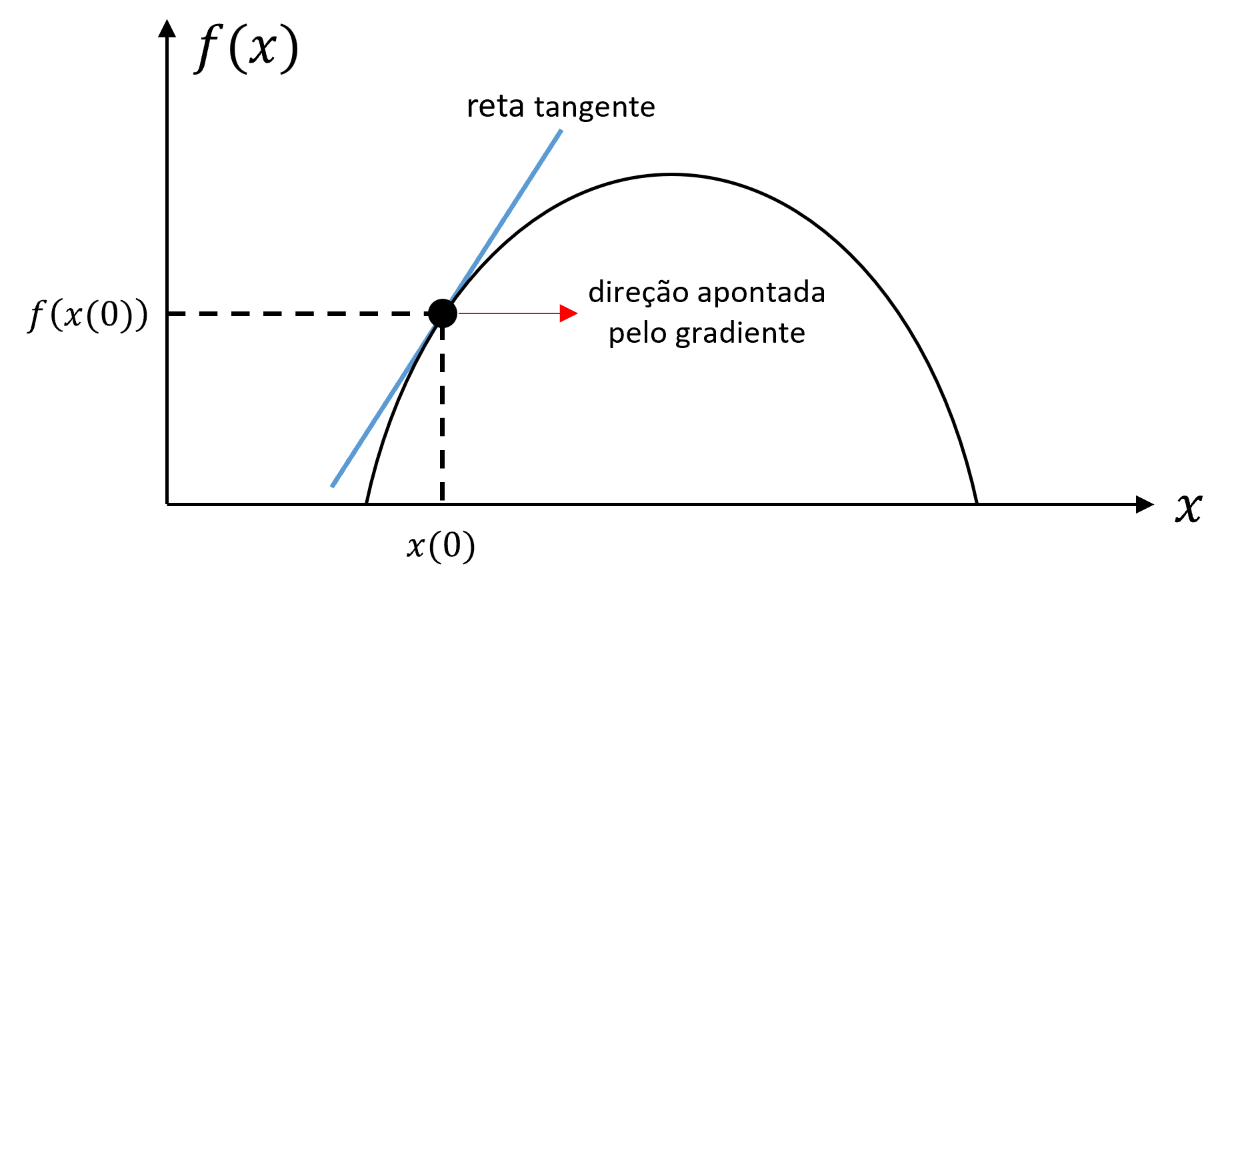 f(x)
reta tangente
direção apontada
pelo gradiente
f(x(0))
x
x(0)